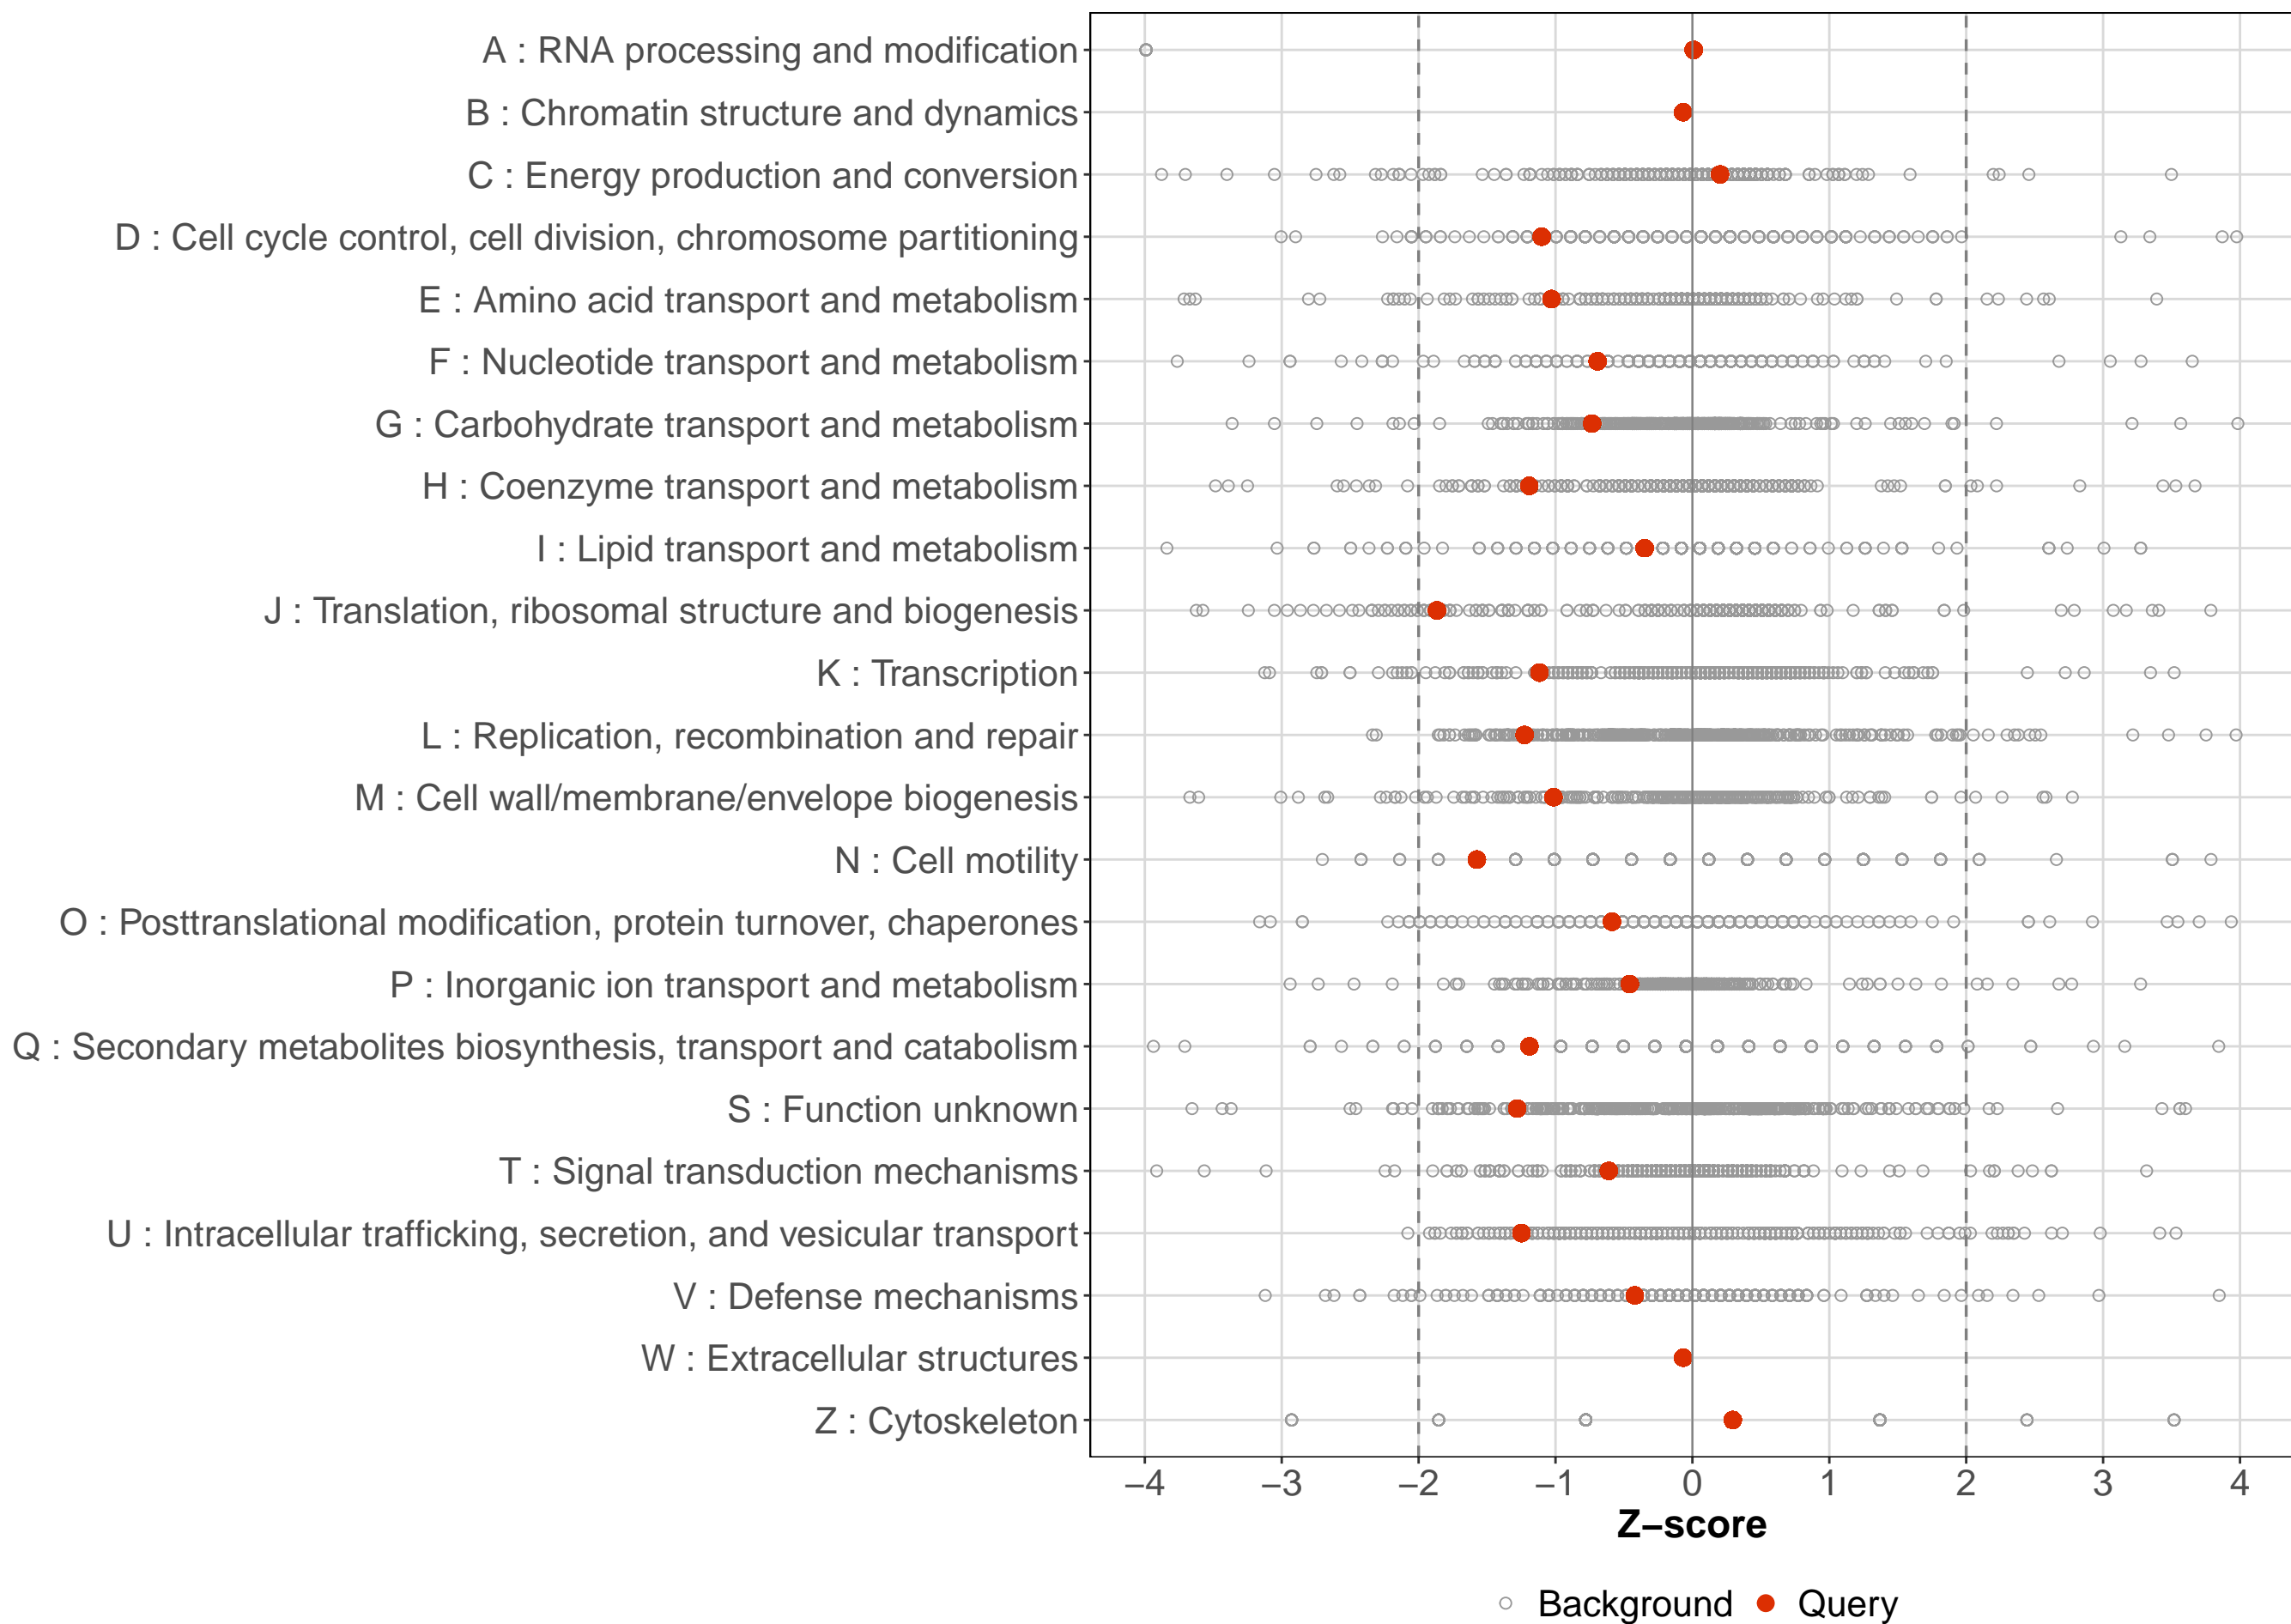 A : RNA processing and modification
B : Chromatin structure and dynamics
C : Energy production and conversion
D : Cell cycle control, cell division, chromosome partitioning
E : Amino acid transport and metabolism
F : Nucleotide transport and metabolism
G : Carbohydrate transport and metabolism
H : Coenzyme transport and metabolism
I : Lipid transport and metabolism
J : Translation, ribosomal structure and biogenesis
K : Transcription
L : Replication, recombination and repair
M : Cell wall/membrane/envelope biogenesis
N : Cell motility
O : Posttranslational modification, protein turnover, chaperones
P : Inorganic ion transport and metabolism
Q : Secondary metabolites biosynthesis, transport and catabolism
S : Function unknown
T : Signal transduction mechanisms
U : Intracellular trafficking, secretion, and vesicular transport
V : Defense mechanisms
W : Extracellular structures
Z : Cytoskeleton
−4 −3 −2 −1 0 1 2 3 4
Z−score
Background Query